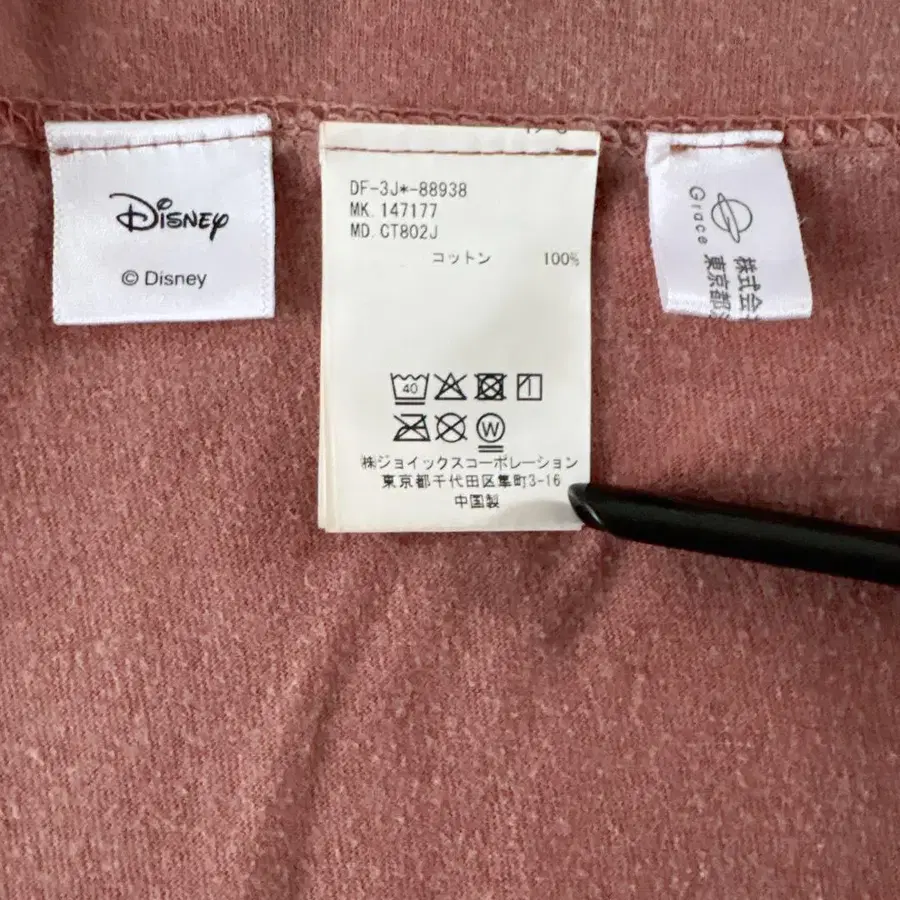 Disney
© Disney
DF-3J*-88938
MK. 147177
MD. CT802J
コットン 100%
40
W
㈱ジョイックスコーポレーション
東京都千代田区隼町3-16
中国製
Grace
株式会
東京都